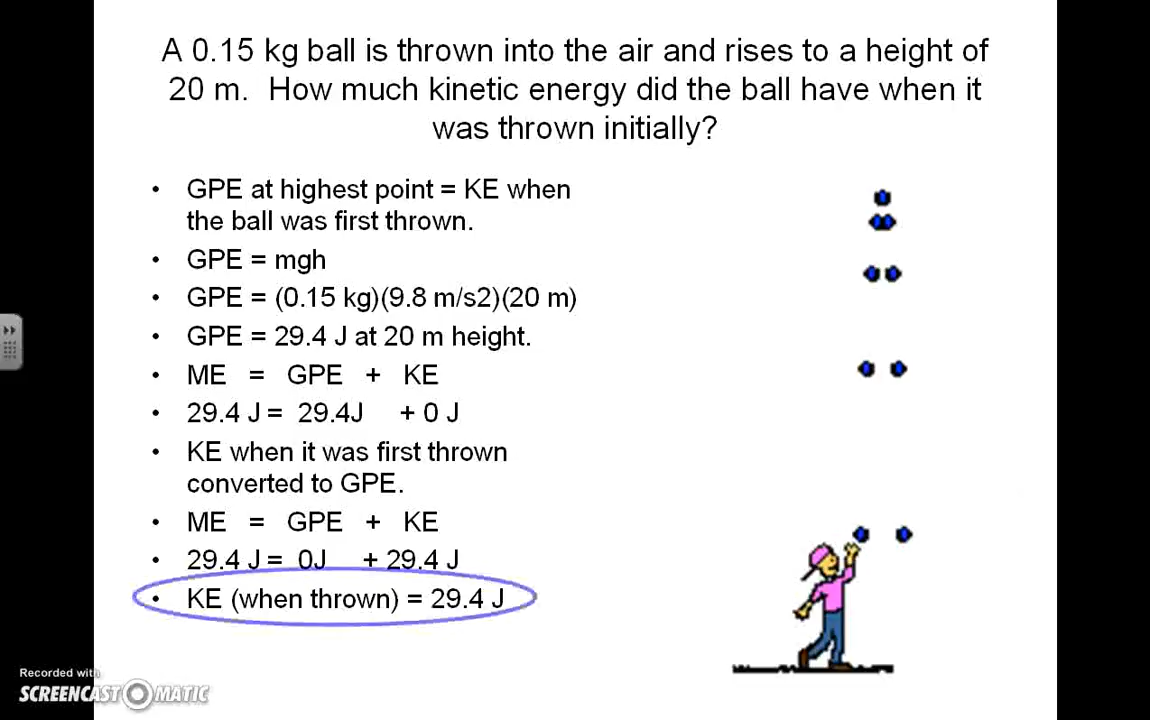 A 0.15 kg ball is thrown into the air and rises to a height of
20 m. How much kinetic energy did the ball have when it
was thrown initially?
• GPE at highest point = KE when
the ball was first thrown.
• GPE = mgh
• GPE = (0.15 kg)(9.8 m/s2)(20 m)
• GPE = 29.4 J at 20 m height.
• ME = GPE + KE
• 29.4 J = 29.4J + 0 J
• KE when it was first thrown
converted to GPE.
• ME = GPE + KE
• 29.4 J = 0J + 29.4 J
• KE (when thrown) = 29.4 J
Recorded with
SCREENCAST-O-MATIC